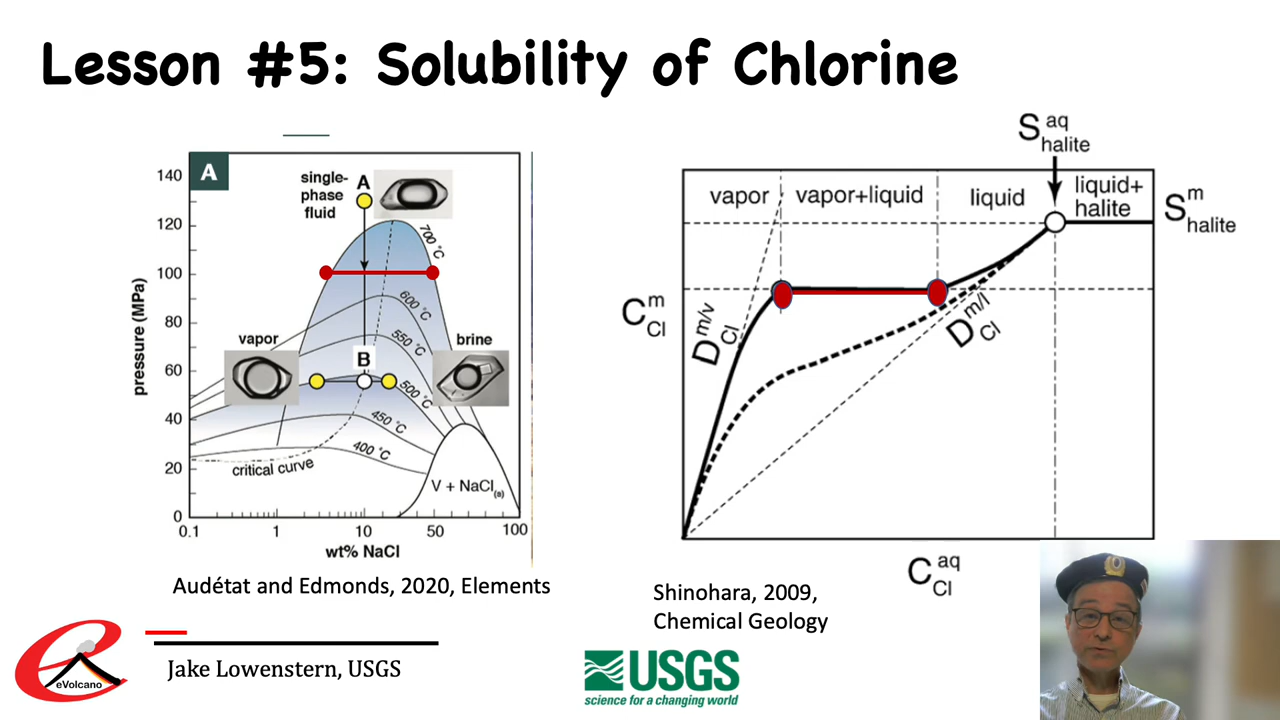 Lesson #5: Solubility of Chlorine
A
single-
phase
fluid
A
700 °C
600 °C
550 °C
500 °C
450 °C
400 °C
vapor
B
brine
critical curve
V + NaCl(s)
140
120
100
80
60
40
20
0
pressure (MPa)
0.1
1
10
50
100
wt% NaCl
Audétat and Edmonds, 2020, Elements
S aq halite
vapor
vapor+liquid
liquid
liquid+
halite
S m halite
C m Cl
D m/v Cl
D m/l Cl
C aq Cl
Shinohara, 2009,
Chemical Geology
eVolcano
Jake Lowenstern, USGS
USGS
science for a changing world